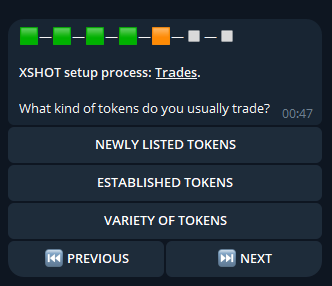 XSHOT setup process: Trades.
What kind of tokens do you usually trade?
00:47
NEWLY LISTED TOKENS
ESTABLISHED TOKENS
VARIETY OF TOKENS
⏮️ PREVIOUS
⏭️ NEXT